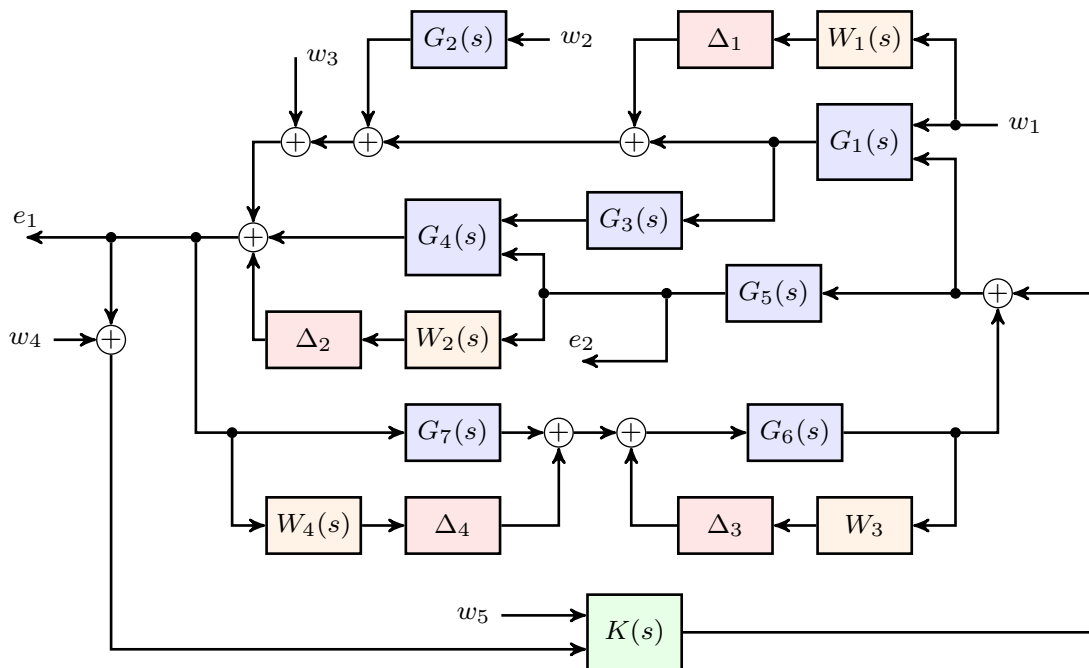 G₂(s) w₂ Δ₁ W₁(s)
w₃
+ + + G₁(s) w₁
e₁ + G₄(s) G₃(s)
G₅(s) +
w₄ + Δ₂ W₂(s) e₂
G₇(s) + + G₆(s)
W₄(s) Δ₄ Δ₃ W₃
w₅ K(s)